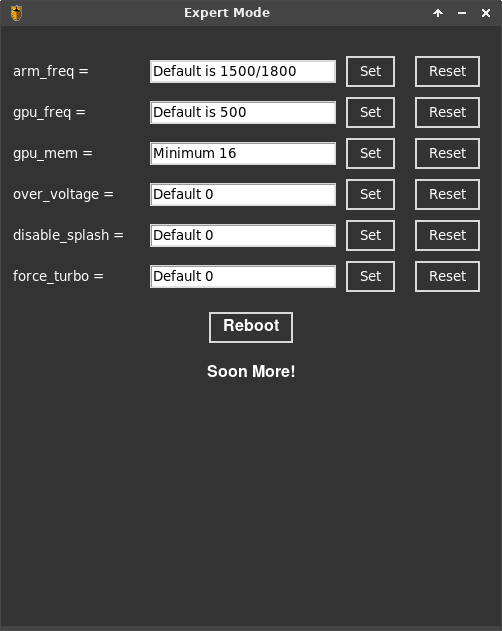 Expert Mode
arm_freq = Default is 1500/1800 Set Reset
gpu_freq = Default is 500 Set Reset
gpu_mem = Minimum 16 Set Reset
over_voltage = Default 0 Set Reset
disable_splash = Default 0 Set Reset
force_turbo = Default 0 Set Reset
Reboot
Soon More!